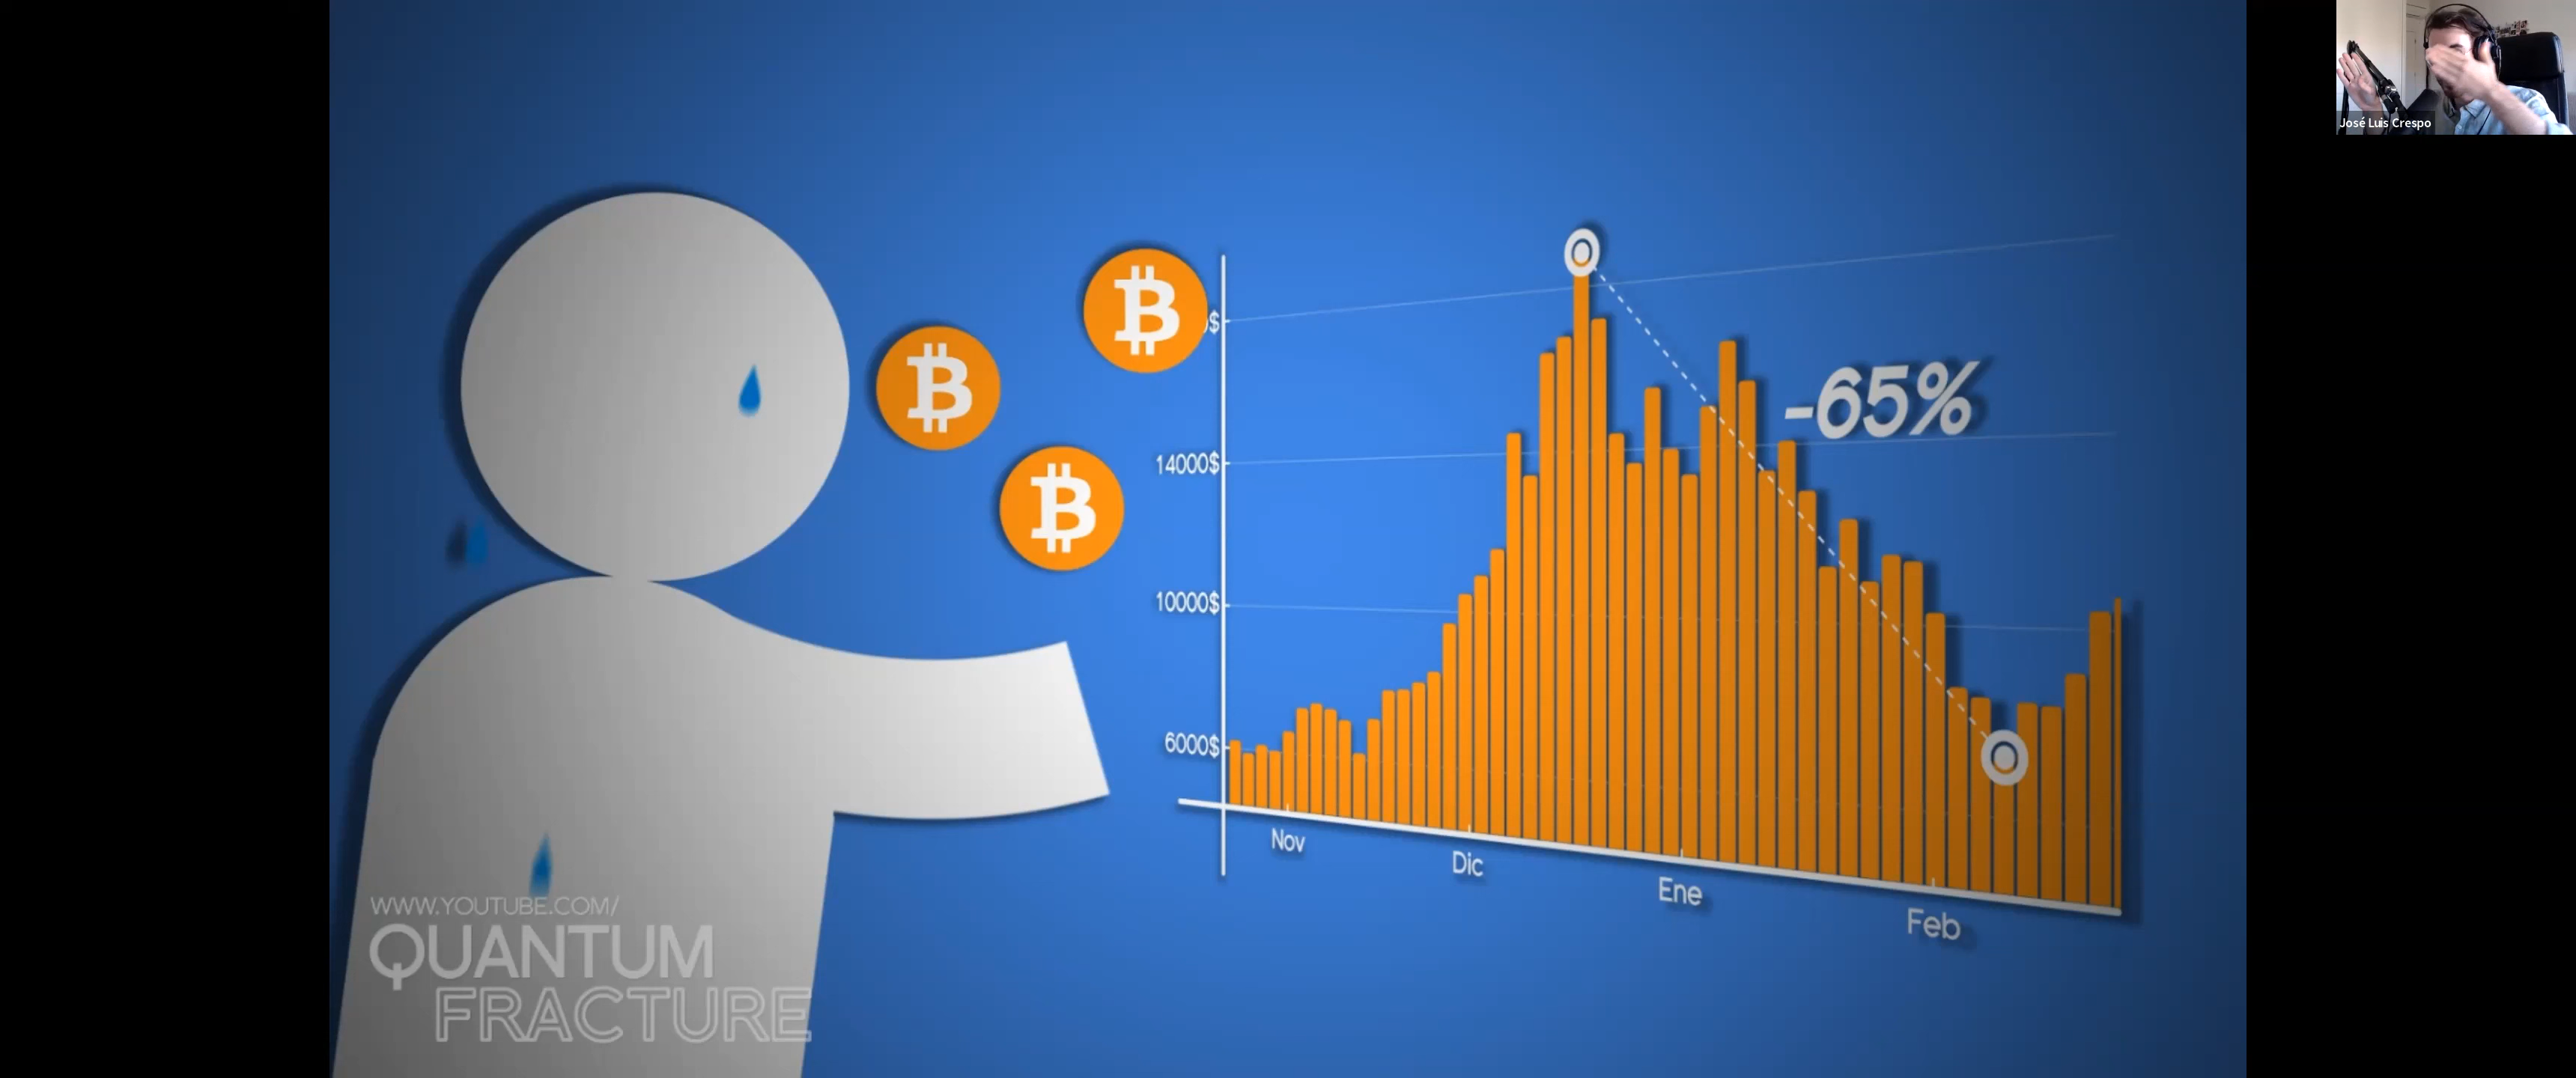 José Luis Crespo
$
-65%
14000$
10000$
6000$
Nov
Dic
Ene
Feb
WWW.YOUTUBE.COM/
QUANTUM
FRACTURE